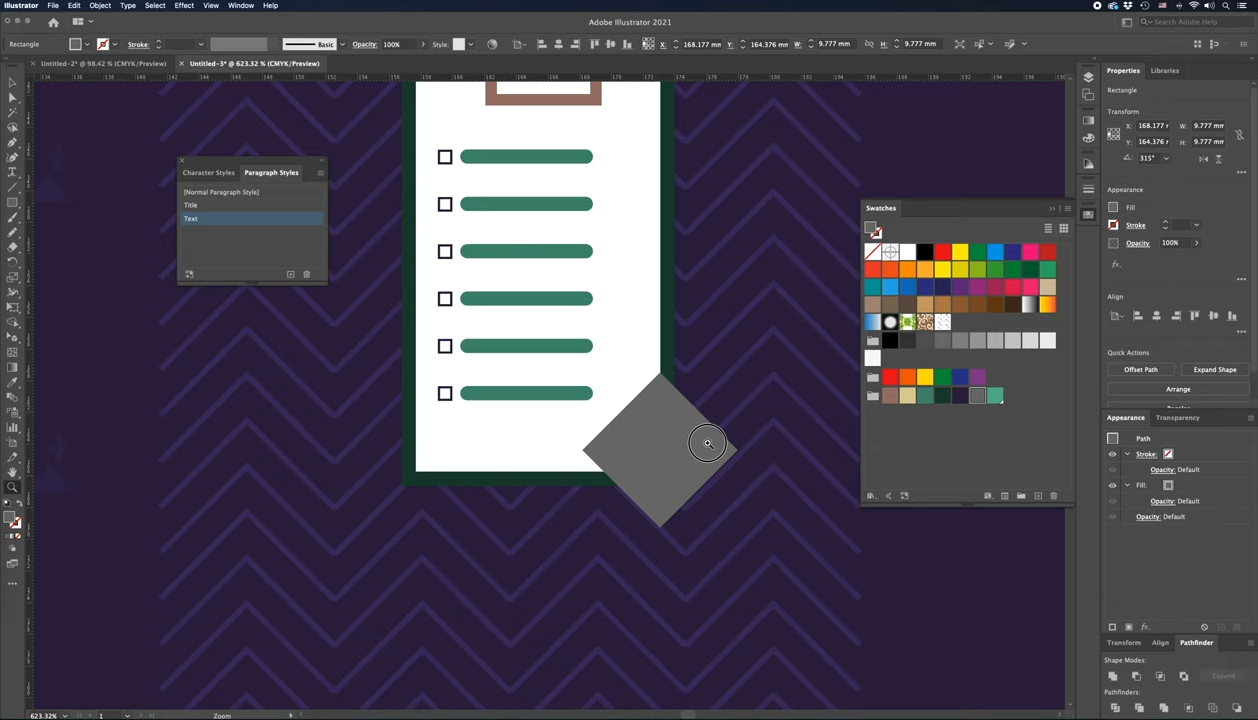 Illustrator File Edit Object Type Select Effect View Window Help
Adobe Illustrator 2021
Search Adobe Help
Rectangle Stroke: Basic Opacity: 100% Style: X: 168.177 mm Y: 164.376 mm W: 9.777 mm H: 9.777 mm
× Untitled-2* @ 98.42 % (CMYK/Preview) × Untitled-3* @ 623.32 % (CMYK/Preview)
Character Styles Paragraph Styles
[Normal Paragraph Style]
Title
Text
Swatches
Properties Libraries
Rectangle
Transform
X: 168.177 r W: 9.777 mm
Y: 164.376 r H: 9.777 mm
315°
Appearance
Fill
Stroke
Opacity 100%
fx.
Align
Quick Actions
Offset Path Expand Shape
Arrange
Appearance Transparency
Path
Stroke:
Opacity: Default
Fill:
Opacity: Default
Opacity: Default
fx.
Transform Align Pathfinder
Shape Modes:
Expand
Pathfinders:
623.32% 1 Zoom